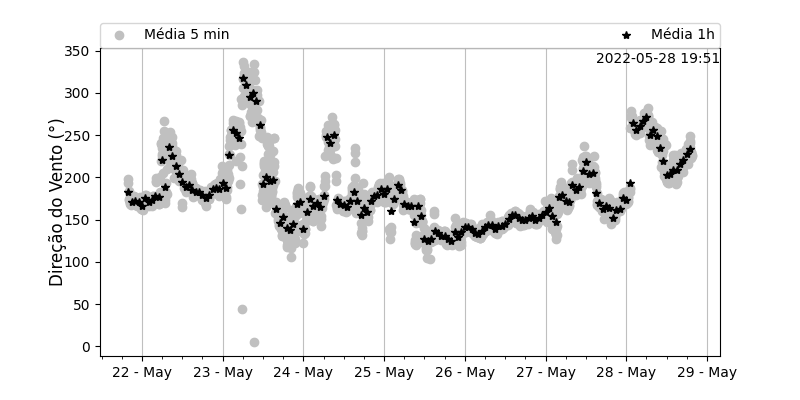 Média 5 min
Média 1h
2022-05-28 19:51
Direção do Vento (°)
350
300
250
200
150
100
50
0
22 - May
23 - May
24 - May
25 - May
26 - May
27 - May
28 - May
29 - May